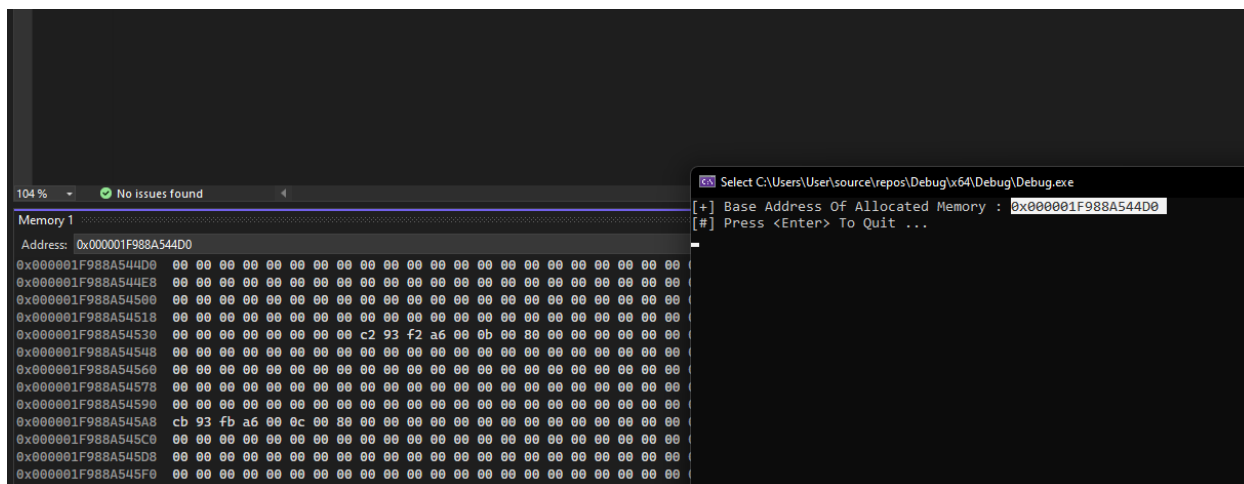 104 %
No issues found
Memory 1
Address: 0x000001F988A544D0
0x000001F988A544D0 00 00 00 00 00 00 00 00 00 00 00 00 00 00 00 00 00 00 00 00 00 00
0x000001F988A544E8 00 00 00 00 00 00 00 00 00 00 00 00 00 00 00 00 00 00 00 00 00 00
0x000001F988A54500 00 00 00 00 00 00 00 00 00 00 00 00 00 00 00 00 00 00 00 00 00 00
0x000001F988A54518 00 00 00 00 00 00 00 00 00 00 00 00 00 00 00 00 00 00 00 00 00 00
0x000001F988A54530 00 00 00 00 00 00 00 00 c2 93 f2 a6 00 0b 00 80 00 00 00 00 00 00
0x000001F988A54548 00 00 00 00 00 00 00 00 00 00 00 00 00 00 00 00 00 00 00 00 00 00
0x000001F988A54560 00 00 00 00 00 00 00 00 00 00 00 00 00 00 00 00 00 00 00 00 00 00
0x000001F988A54578 00 00 00 00 00 00 00 00 00 00 00 00 00 00 00 00 00 00 00 00 00 00
0x000001F988A54590 00 00 00 00 00 00 00 00 00 00 00 00 00 00 00 00 00 00 00 00 00 00
0x000001F988A545A8 cb 93 fb a6 00 0c 00 80 00 00 00 00 00 00 00 00 00 00 00 00 00 00
0x000001F988A545C0 00 00 00 00 00 00 00 00 00 00 00 00 00 00 00 00 00 00 00 00 00 00
0x000001F988A545D8 00 00 00 00 00 00 00 00 00 00 00 00 00 00 00 00 00 00 00 00 00 00
0x000001F988A545F0 00 00 00 00 00 00 00 00 00 00 00 00 00 00 00 00 00 00 00 00 00 00
Select C:\Users\User\source\repos\Debug\x64\Debug\Debug.exe
[+] Base Address Of Allocated Memory : 0x000001F988A544D0
[#] Press <Enter> To Quit ...